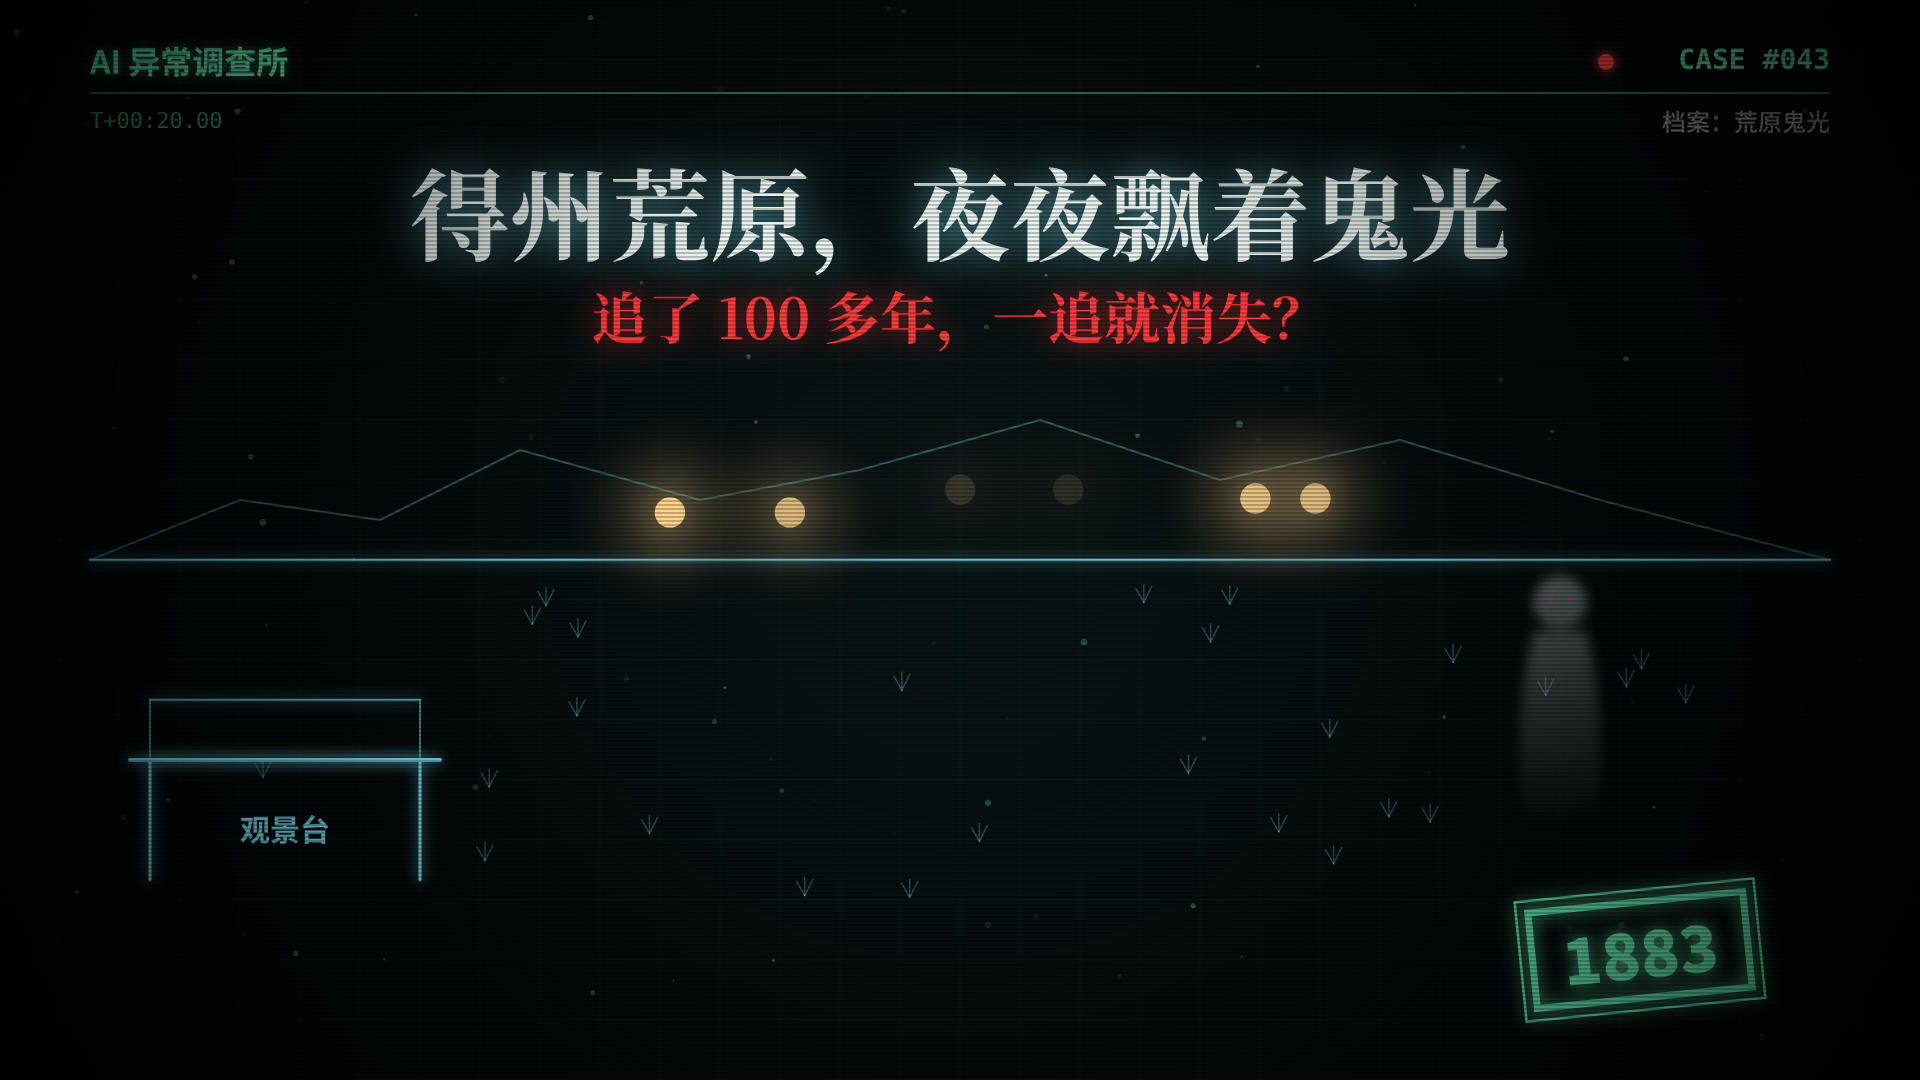 AI 异常调查所
CASE #043
T+00:20.00
档案：荒原鬼光
得州荒原，夜夜飘着鬼光
追了 100 多年，一追就消失？
观景台
1883